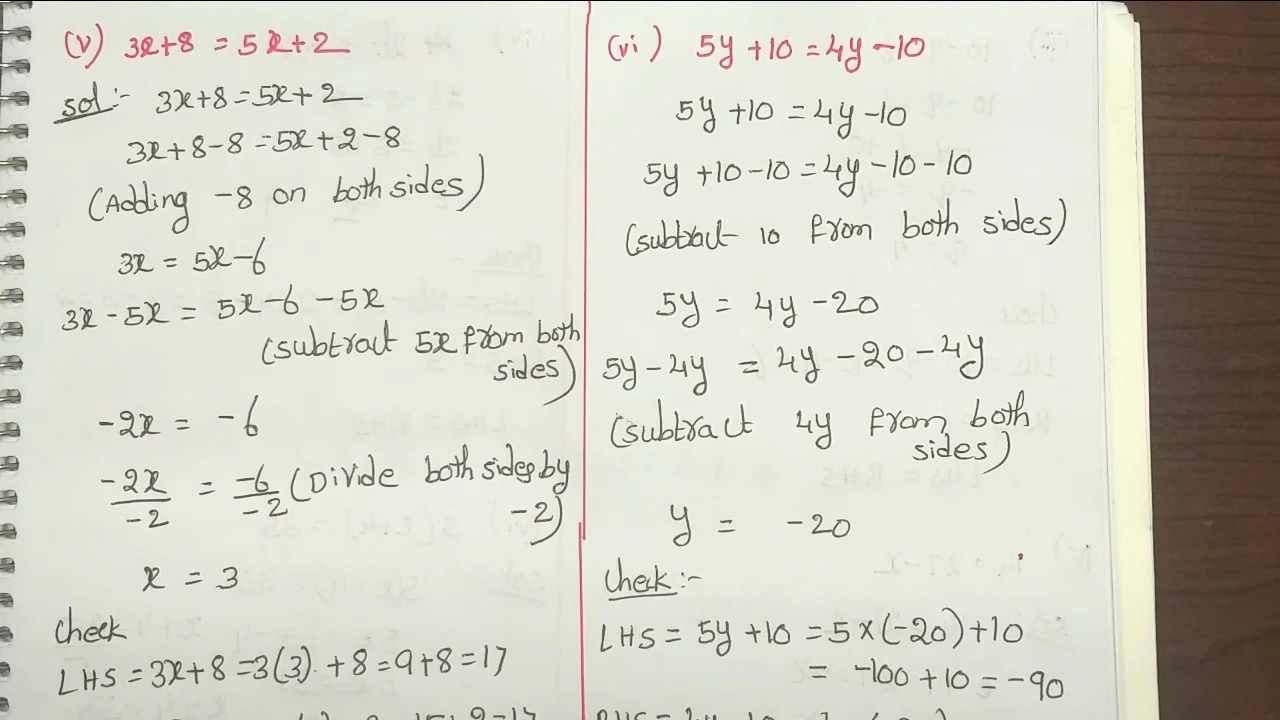 (v) 3x+8 = 5x+2
sol:- 3x+8=5x+2
3x+8-8=5x+2-8
(Adding -8 on both sides)
3x = 5x-6
3x-5x = 5x-6-5x
(subtract 5x from both
sides)
-2x = -6
-2x/-2 = -6/-2 (Divide both sides by
-2)
x = 3
check
LHS = 3x+8=3(3)+8=9+8=17
(vi) 5y+10=4y-10
5y+10=4y-10
5y+10-10=4y-10-10
(subtract 10 from both sides)
5y = 4y-20
5y-4y = 4y-20-4y
(subtract 4y from both
sides)
y = -20
check:-
LHS = 5y+10=5×(-20)+10
= -100+10=-90